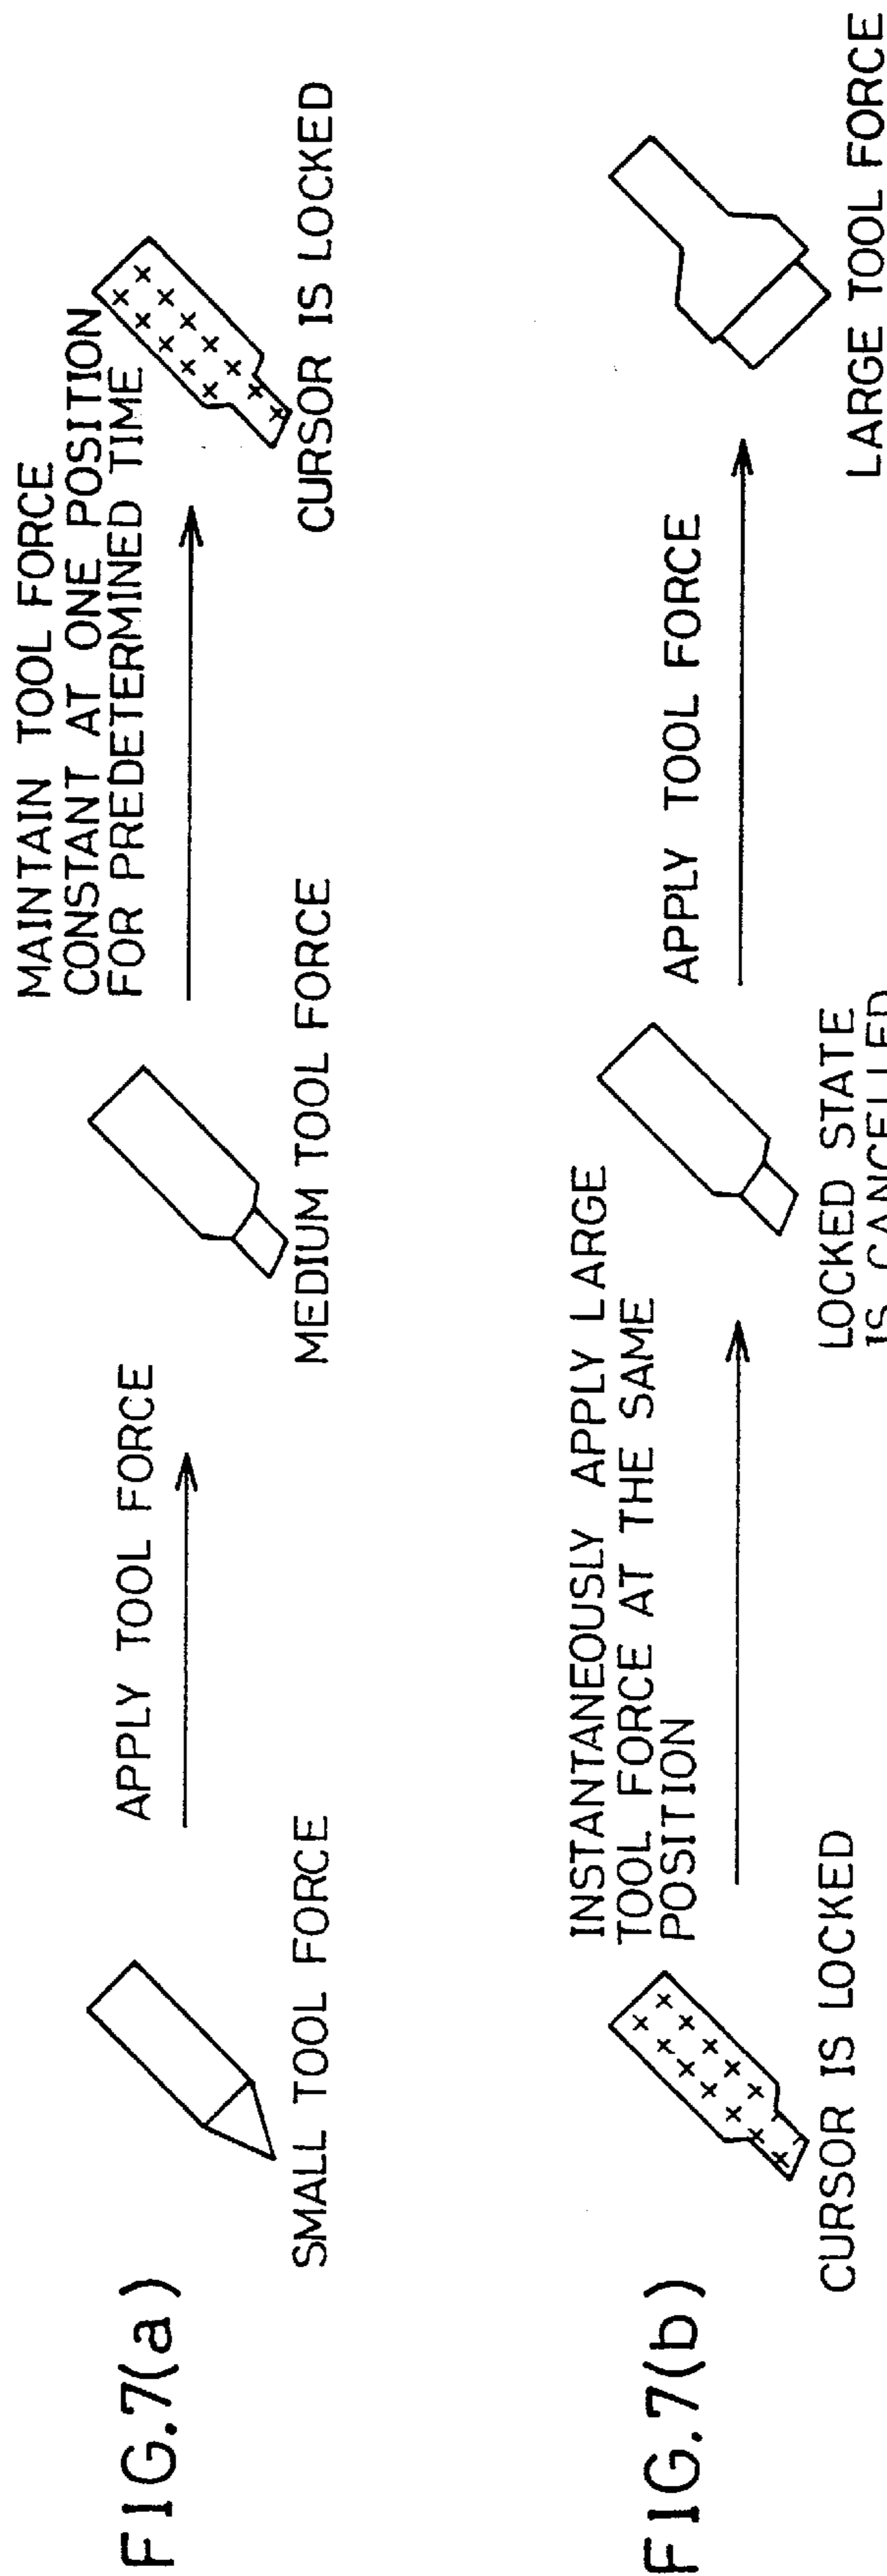 FIG.7(a)
SMALL TOOL FORCE
APPLY TOOL FORCE
MEDIUM TOOL FORCE
MAINTAIN TOOL FORCE
CONSTANT AT ONE POSITION
FOR PREDETERMINED TIME
CURSOR IS LOCKED
FIG.7(b)
CURSOR IS LOCKED
INSTANTANEOUSLY APPLY LARGE
TOOL FORCE AT THE SAME
POSITION
LOCKED STATE
IS CANCELLED
APPLY TOOL FORCE
LARGE TOOL FORCE